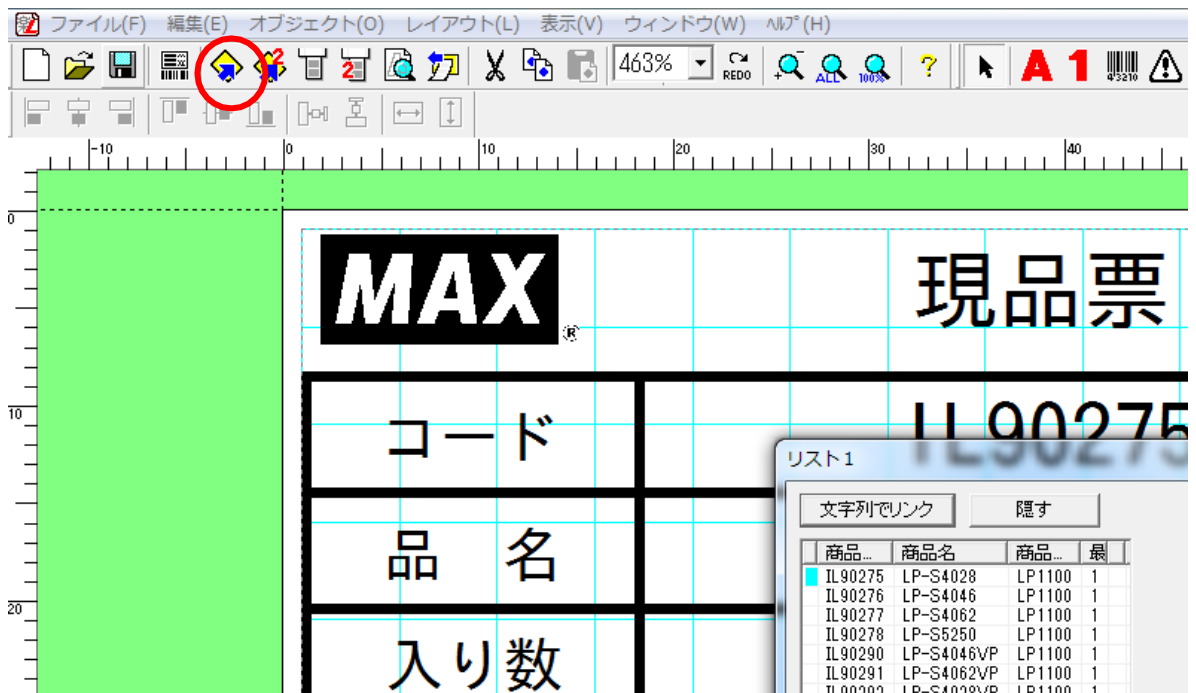 ファイル(F) 編集(E) オブジェクト(O) レイアウト(L) 表示(V) ウィンドウ(W) ﾍﾙﾌﾟ(H)
2 2 463% REDO + - ALL 100% ? A 1 43210
-10 0 10 20 30 40
0
MAX ® 現品票
10
コード IL90275
リスト1
文字列でリンク 隠す
品 名
商品... 商品名 商品... 最
IL90275 LP-S4028 LP1100 1
IL90276 LP-S4046 LP1100 1
20
IL90277 LP-S4062 LP1100 1
IL90278 LP-S5250 LP1100 1
入り数
IL90290 LP-S4046VP LP1100 1
IL90291 LP-S4062VP LP1100 1